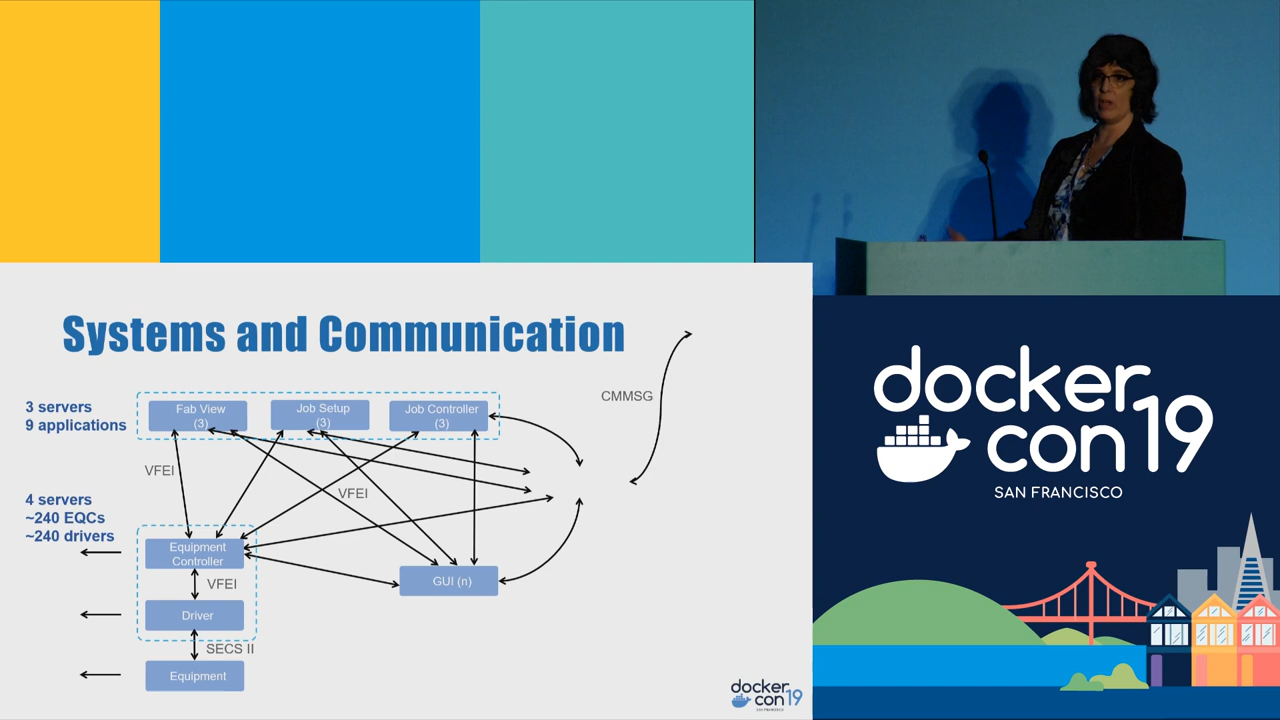 Systems and Communication
CMMSG
3 servers
9 applications
Fab View
(3)
Job Setup
(3)
Job Controller
(3)
VFEI
VFEI
4 servers
~240 EQCs
~240 drivers
Equipment
Controller
VFEI
GUI (n)
Driver
SECS II
Equipment
docker
con19
SAN FRANCISCO
docker
con19
SAN FRANCISCO